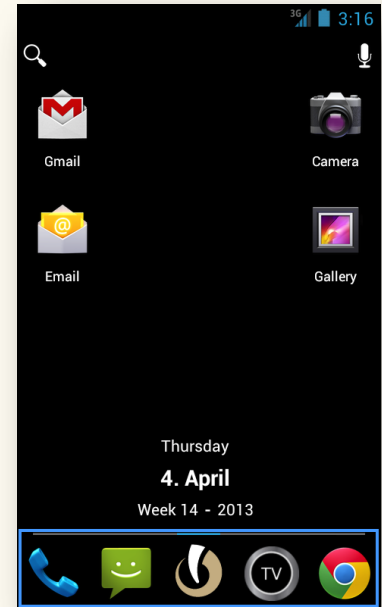 3G 3:16
Gmail Camera
@
Email Gallery
Thursday
4. April
Week 14 - 2013
TV